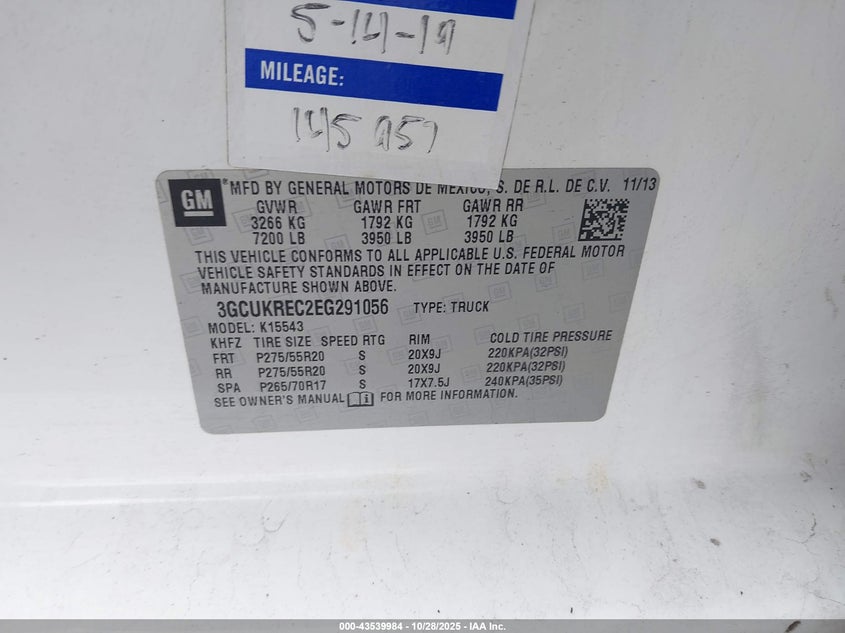 5-14-19
MILEAGE:
145 057
GM
*MFD BY GENERAL MOTORS DE MEXICO, S. DE R.L. DE C.V. 11/13
GVWR GAWR FRT GAWR RR
3266 KG 1792 KG 1792 KG
7200 LB 3950 LB 3950 LB
THIS VEHICLE CONFORMS TO ALL APPLICABLE U.S. FEDERAL MOTOR
VEHICLE SAFETY STANDARDS IN EFFECT ON THE DATE OF
MANUFACTURE SHOWN ABOVE.
3GCUKREC2EG291056 TYPE: TRUCK
MODEL: K15543
KHFZ TIRE SIZE SPEED RTG RIM COLD TIRE PRESSURE
FRT P275/55R20 S 20X9J 220KPA(32PSI)
RR P275/55R20 S 20X9J 220KPA(32PSI)
SPA P265/70R17 S 17X7.5J 240KPA(35PSI)
SEE OWNER'S MANUAL FOR MORE INFORMATION.
000-43539984 / 10/28/2025 - IAA Inc.